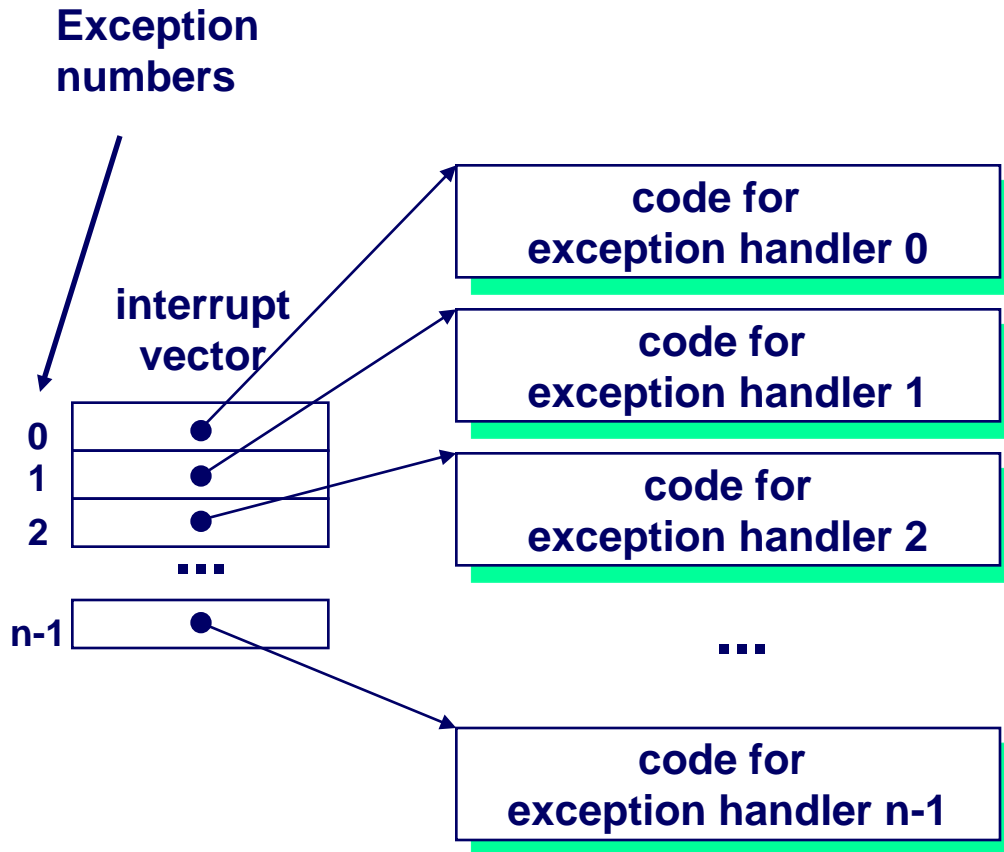 Exception
numbers
code for
exception handler 0
interrupt
vector
code for
exception handler 1
0
1
2
code for
exception handler 2
...
n-1
...
code for
exception handler n-1